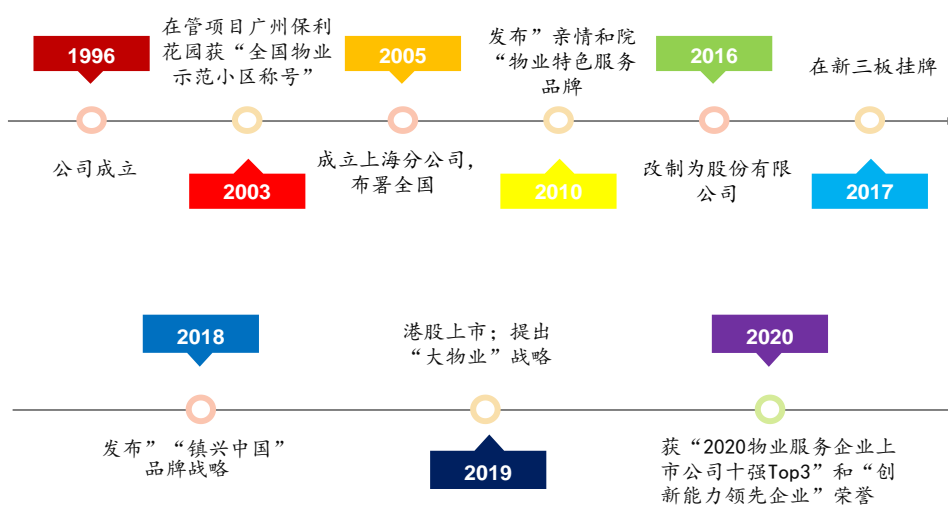 1996
公司成立
在管项目广州保利
花园获“全国物业
示范小区称号”
2003
2005
成立上海分公司，
布署全国
发布”亲情和院
“物业特色服务
品牌
2010
2016
改制为股份有限
公司
在新三板挂牌
2017
2018
发布”“镇兴中国”
品牌战略
港股上市；提出
“大物业”战略
2019
2020
获“2020物业服务企业上
市公司十强Top3”和“创
新能力领先企业”荣誉